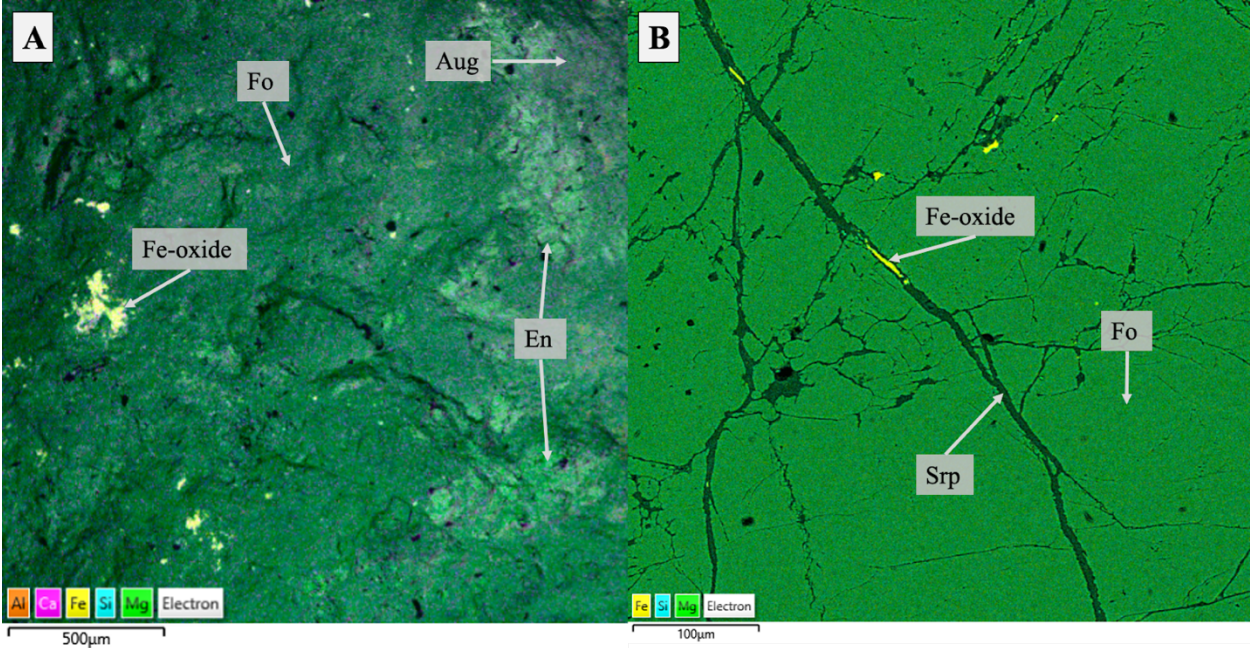 A
Fo
Aug
Fe-oxide
En
Al Ca Fe Si Mg Electron
500μm
B
Fe-oxide
Fo
Srp
Fe Si Mg Electron
100μm